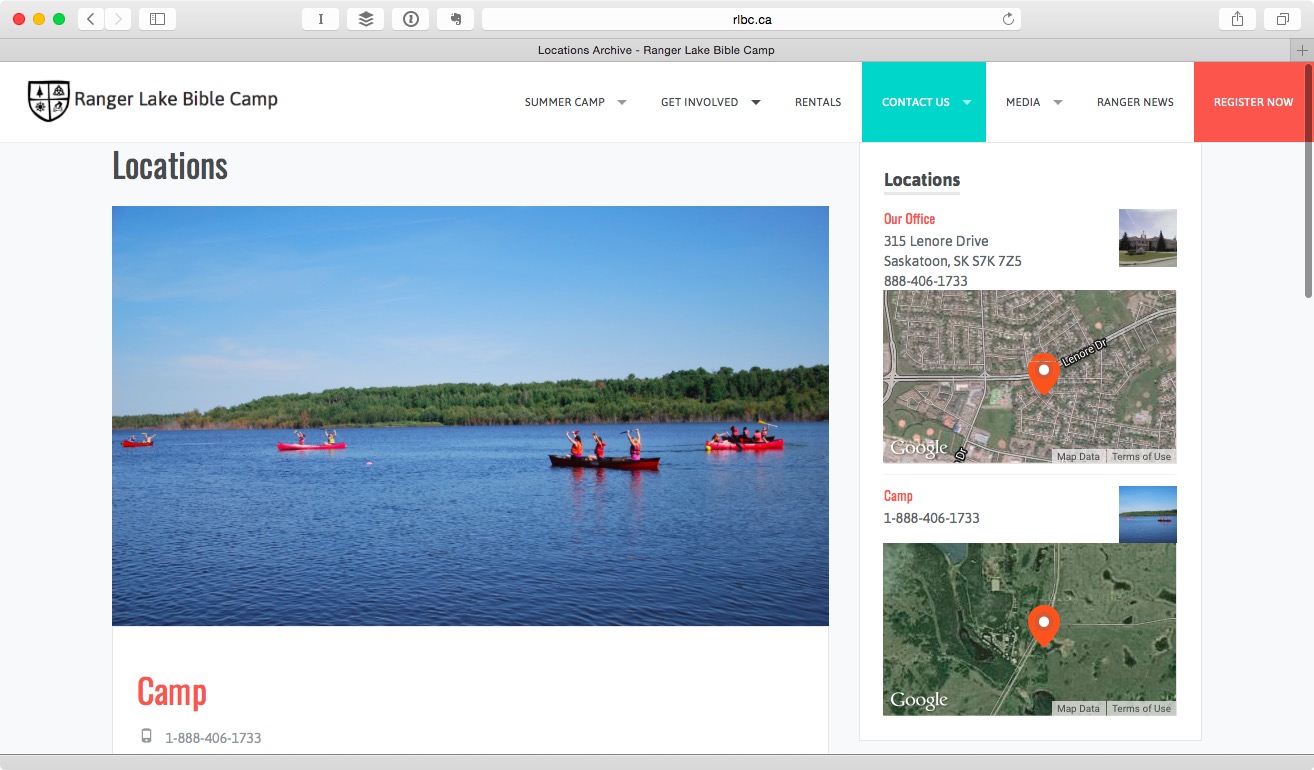 rlbc.ca
Locations Archive - Ranger Lake Bible Camp
Ranger Lake Bible Camp
SUMMER CAMP
GET INVOLVED
RENTALS
CONTACT US
MEDIA
RANGER NEWS
REGISTER NOW
Locations
Camp
1-888-406-1733
Locations
Our Office
315 Lenore Drive
Saskatoon, SK S7K 7Z5
888-406-1733
Lenore Dr
Dr
Google
Map Data
Terms of Use
Camp
1-888-406-1733
Google
Map Data
Terms of Use